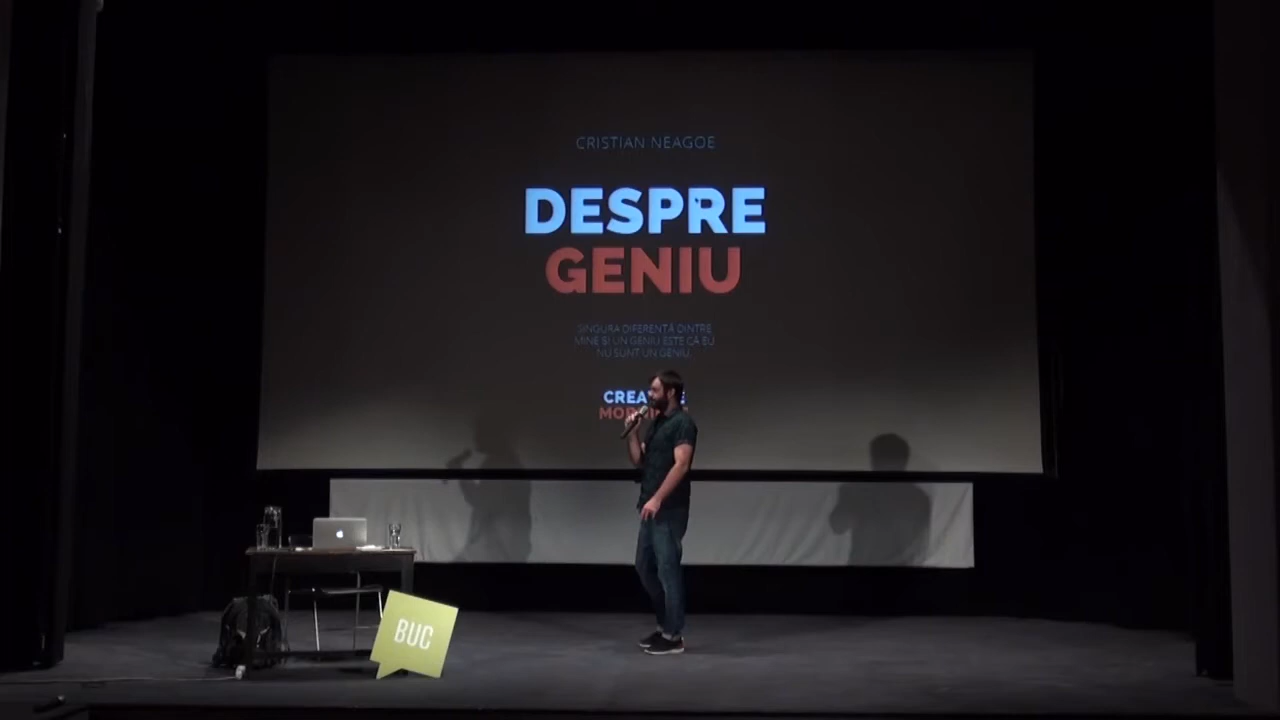 CRISTIAN NEAGOE
DESPRE
GENIU
SINGURA DIFERENȚĂ DINTRE
MINE ȘI UN GENIU ESTE CĂ EU
NU SUNT UN GENIU.
BUC